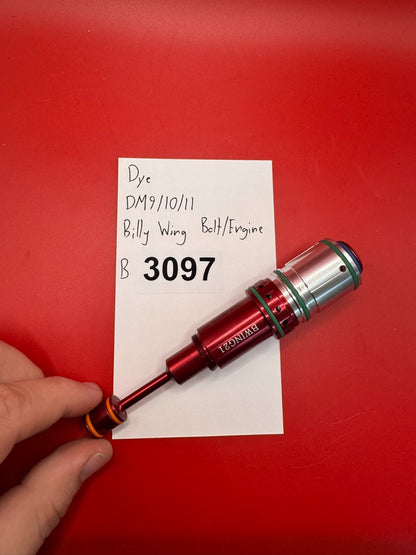 Dye
DM9/10/11
Billy Wing Bolt/Engine
B 3097
BWING21